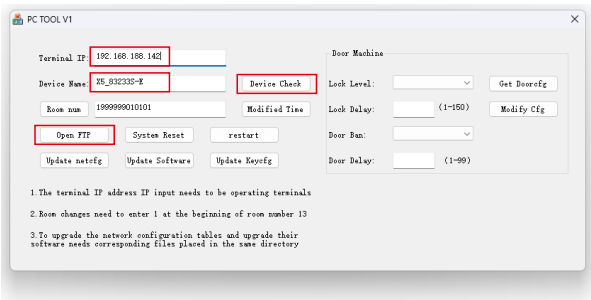 PC TOOL V1
Terminal IP: 192.168.188.142
Device Name: X5_83233S-K Device Check
Room num 1999999010101 Modified Time
Open FTP System Reset restart
Update netcfg Update Software Update Keycfg
Door Machine
Lock Level: Get Doorcfg
Lock Delay: (1-150) Modify Cfg
Door Ban:
Door Delay: (1-99)
1.The terminal IP address IP input needs to be operating terminals
2.Room changes need to enter 1 at the beginning of room number 13
3.To upgrade the network configuration tables and upgrade their
software needs corresponding files placed in the same directory